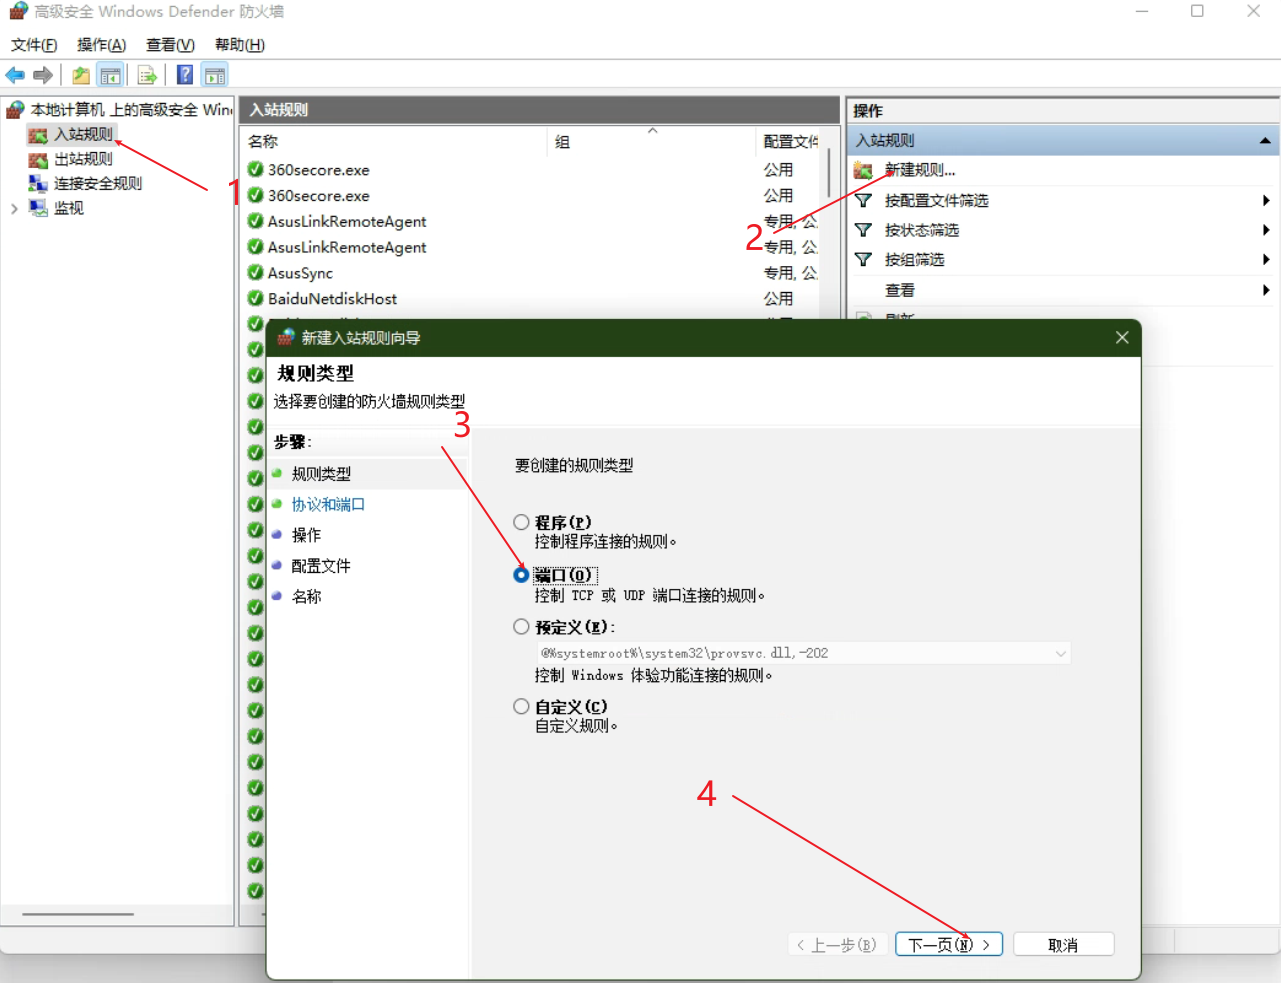 高级安全 Windows Defender 防火墙
文件(F) 操作(A) 查看(V) 帮助(H)
本地计算机 上的高级安全 Win
入站规则
出站规则
连接安全规则
监视
1
入站规则
名称 组 配置文件
360secore.exe 公用
360secore.exe 公用
AsusLinkRemoteAgent 专用, 公
AsusLinkRemoteAgent 专用, 公
AsusSync 专用, 公
BaiduNetdiskHost 公用
2
操作
入站规则
新建规则...
按配置文件筛选
按状态筛选
按组筛选
查看
刷新
新建入站规则向导
规则类型
选择要创建的防火墙规则类型
3
步骤:
规则类型
协议和端口
操作
配置文件
名称
要创建的规则类型
程序(P)
控制程序连接的规则。
端口(O)
控制 TCP 或 UDP 端口连接的规则。
预定义(E):
@%systemroot%\system32\provsvc.dll,-202
控制 Windows 体验功能连接的规则。
自定义(C)
自定义规则。
4
< 上一步(B) 下一页(N) > 取消